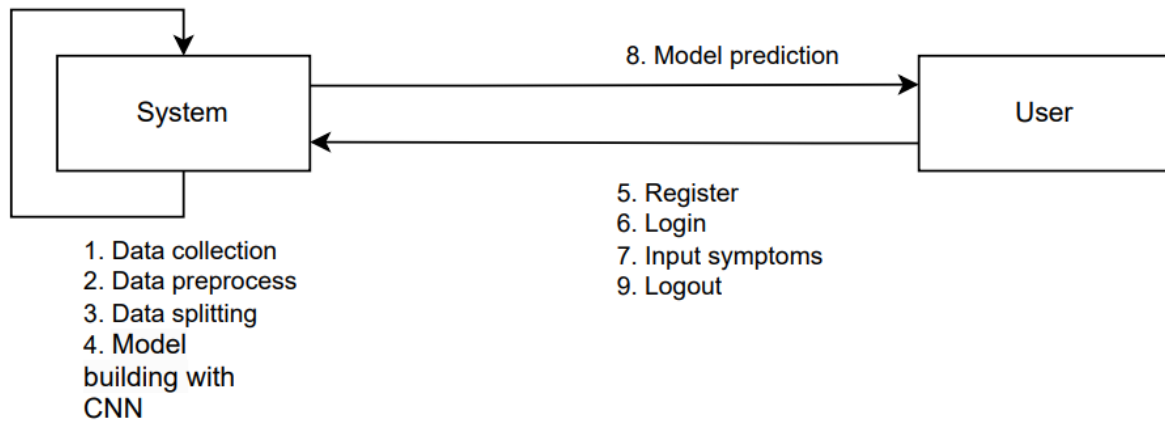 8. Model prediction
System
User
5. Register
6. Login
7. Input symptoms
9. Logout
1. Data collection
2. Data preprocess
3. Data splitting
4. Model
building with
CNN